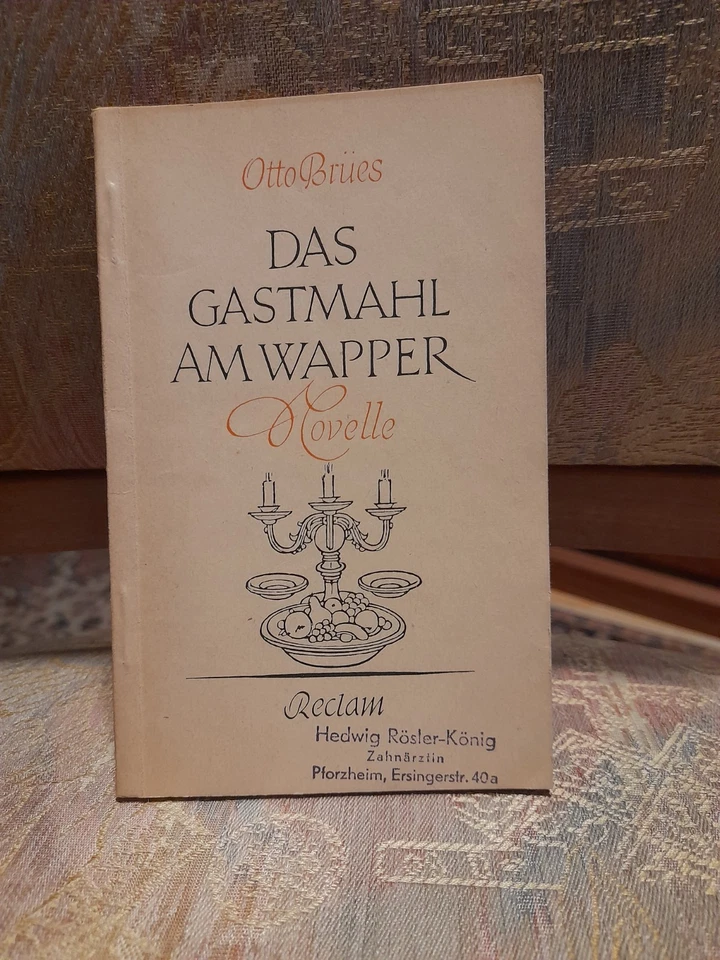 Otto Brües
DAS
GASTMAHL
AM WAPPER
Novelle
Reclam
Hedwig Rösler-König
Zahnärztin
Pforzheim, Ersingerstr. 40a